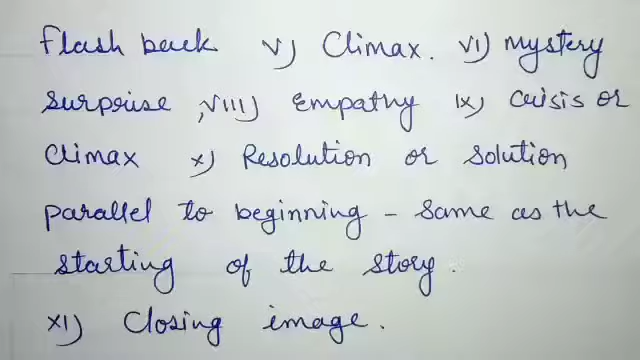 flash back v) Climax. vi) mystery
surprise, viii) empathy ix) crisis or
climax x) Resolution or solution
parallel to beginning - same as the
starting of the story.
xi) Closing image.